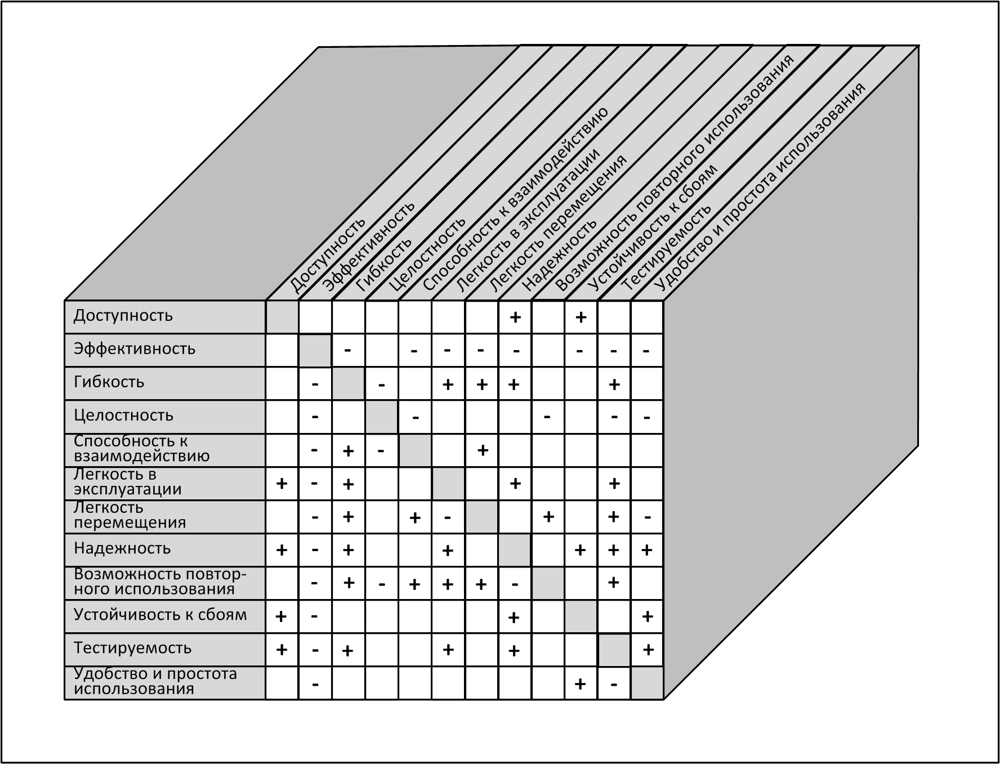 Доступность
Эффективность
Гибкость
Целостность
Способность к взаимодействию
Легкость в эксплуатации
Легкость перемещения
Надежность
Возможность повторного использования
Устойчивость к сбоям
Тестируемость
Удобство и простота использования
Доступность + +
Эффективность - - - - - - - -
Гибкость - - + + + +
Целостность - - - - -
Способность к
взаимодействию - + - +
Легкость в
эксплуатации + - + + +
Легкость
перемещения - + + - + + -
Надежность + - + + + + +
Возможность повтор-
ного использования - + - + + + - +
Устойчивость к сбоям + - + +
Тестируемость + - + + + +
Удобство и простота
использования - + -